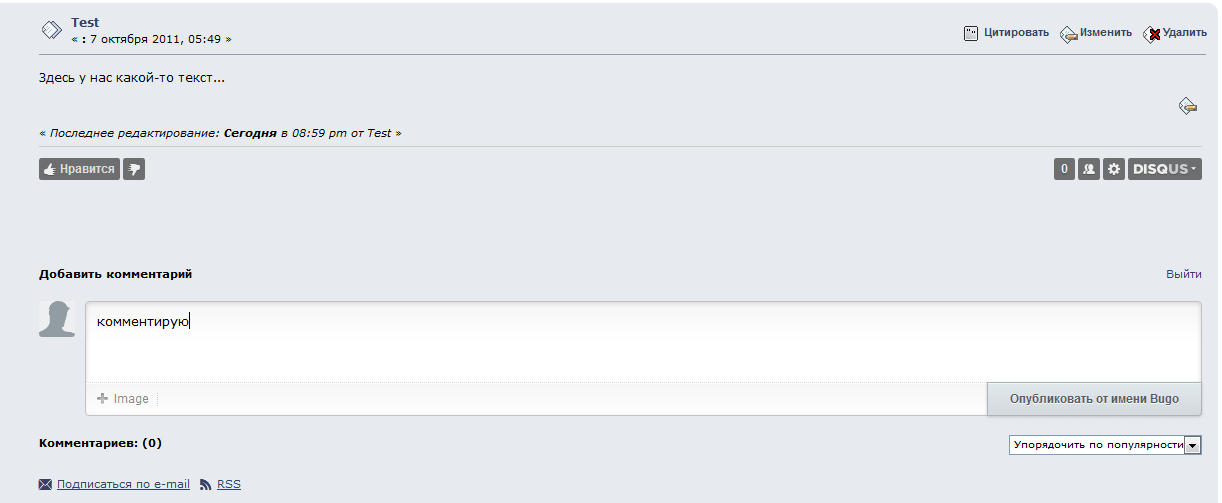 Test
« : 7 октября 2011, 05:49 »
Цитировать Изменить Удалить
Здесь у нас какой-то текст...
« Последнее редактирование: Сегодня в 08:59 pm от Test »
Нравится
0 DISQUS
Добавить комментарий
Выйти
комментирую
+ Image
Опубликовать от имени Bugo
Комментариев: (0)
Упорядочить по популярности
Подписаться по e-mail RSS